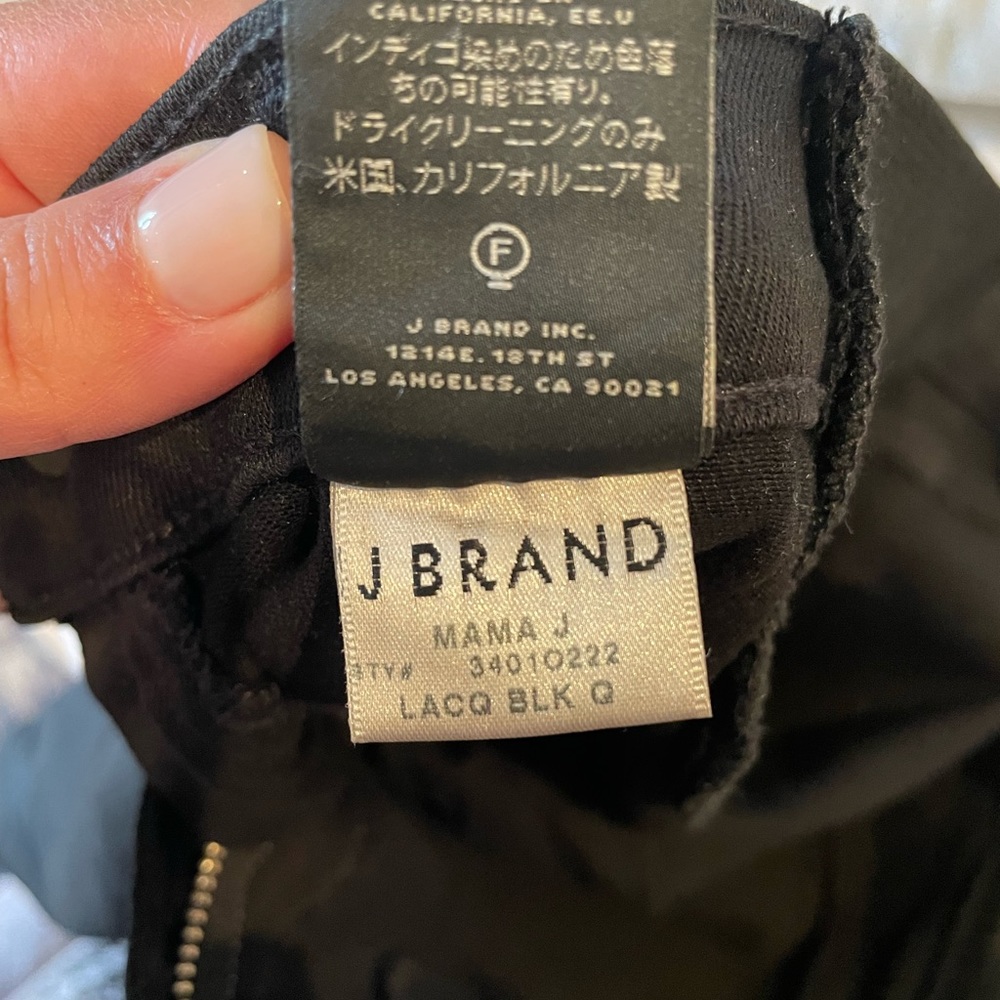 CALIFORNIA, EE.U
インディゴ染めのため色落
ちの可能性有り。
ドライクリーニングのみ
米国、カリフォルニア製
F
J BRAND INC.
1214E. 18TH ST
LOS ANGELES, CA 90021
J BRAND
MAMA J
STY# 34010222
LACQ BLK Q